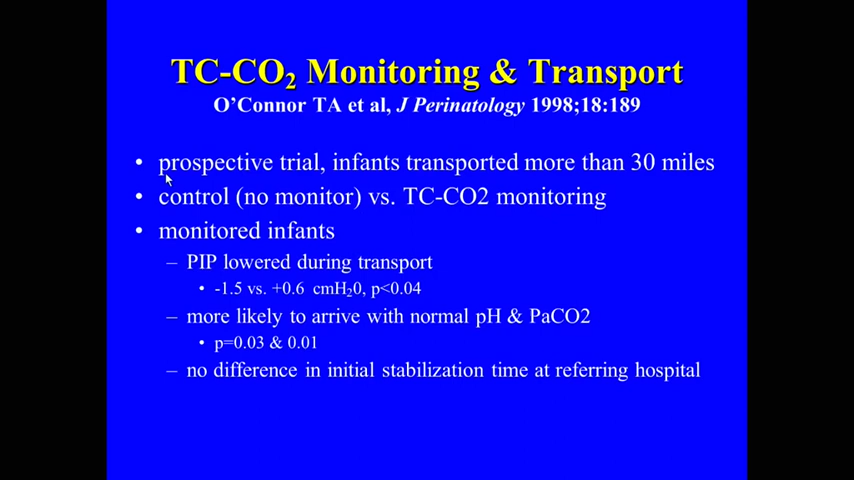 TC-CO₂ Monitoring & Transport
O'Connor TA et al, J Perinatology 1998;18:189
• prospective trial, infants transported more than 30 miles
• control (no monitor) vs. TC-CO2 monitoring
• monitored infants
– PIP lowered during transport
• -1.5 vs. +0.6 cmH₂0, p<0.04
– more likely to arrive with normal pH & PaCO2
• p=0.03 & 0.01
– no difference in initial stabilization time at referring hospital